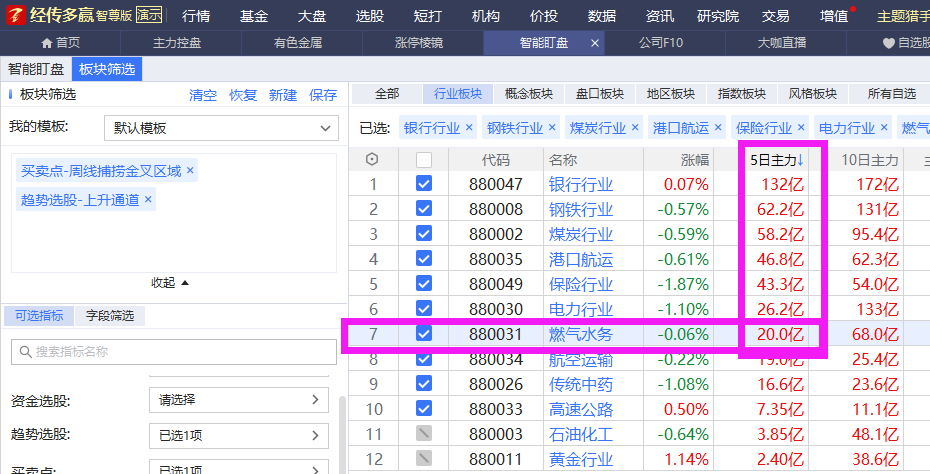 经传多赢 智尊版 演示 行情 基金 大盘 选股 短打 机构 价投 数据 资讯 研究院 交易 增值 主题猎手
首页 主力控盘 有色金属 涨停棱镜 智能盯盘 × 公司F10 大咖直播 自选股
智能盯盘 板块筛选
板块筛选 清空 恢复 新建 保存
我的模板: 默认模板
买卖点-周线捕捞金叉区域 ×
趋势选股-上升通道 ×
收起
可选指标 字段筛选
搜索指标名称
资金选股: 请选择
趋势选股: 已选1项
买卖点: 已选1项
全部 行业板块 概念板块 盘口板块 地区板块 指数板块 风格板块 所有自选
已选: 银行行业 × 钢铁行业 × 煤炭行业 × 港口航运 × 保险行业 × 电力行业 × 燃气
代码 名称 涨幅 5日主力↓ 10日主力
1 880047 银行行业 0.07% 132亿 172亿
2 880008 钢铁行业 -0.57% 62.2亿 131亿
3 880002 煤炭行业 -0.59% 58.2亿 95.4亿
4 880035 港口航运 -0.61% 46.8亿 62.3亿
5 880049 保险行业 -1.87% 43.3亿 54.0亿
6 880030 电力行业 -1.10% 26.2亿 133亿
7 880031 燃气水务 -0.06% 20.0亿 68.0亿
8 880034 航空运输 -0.22% 19.0亿 25.4亿
9 880026 传统中药 -1.08% 16.6亿 23.6亿
10 880033 高速公路 0.50% 7.35亿 11.1亿
11 880003 石油化工 -0.64% 3.85亿 48.1亿
12 880011 黄金行业 1.14% 2.40亿 38.6亿